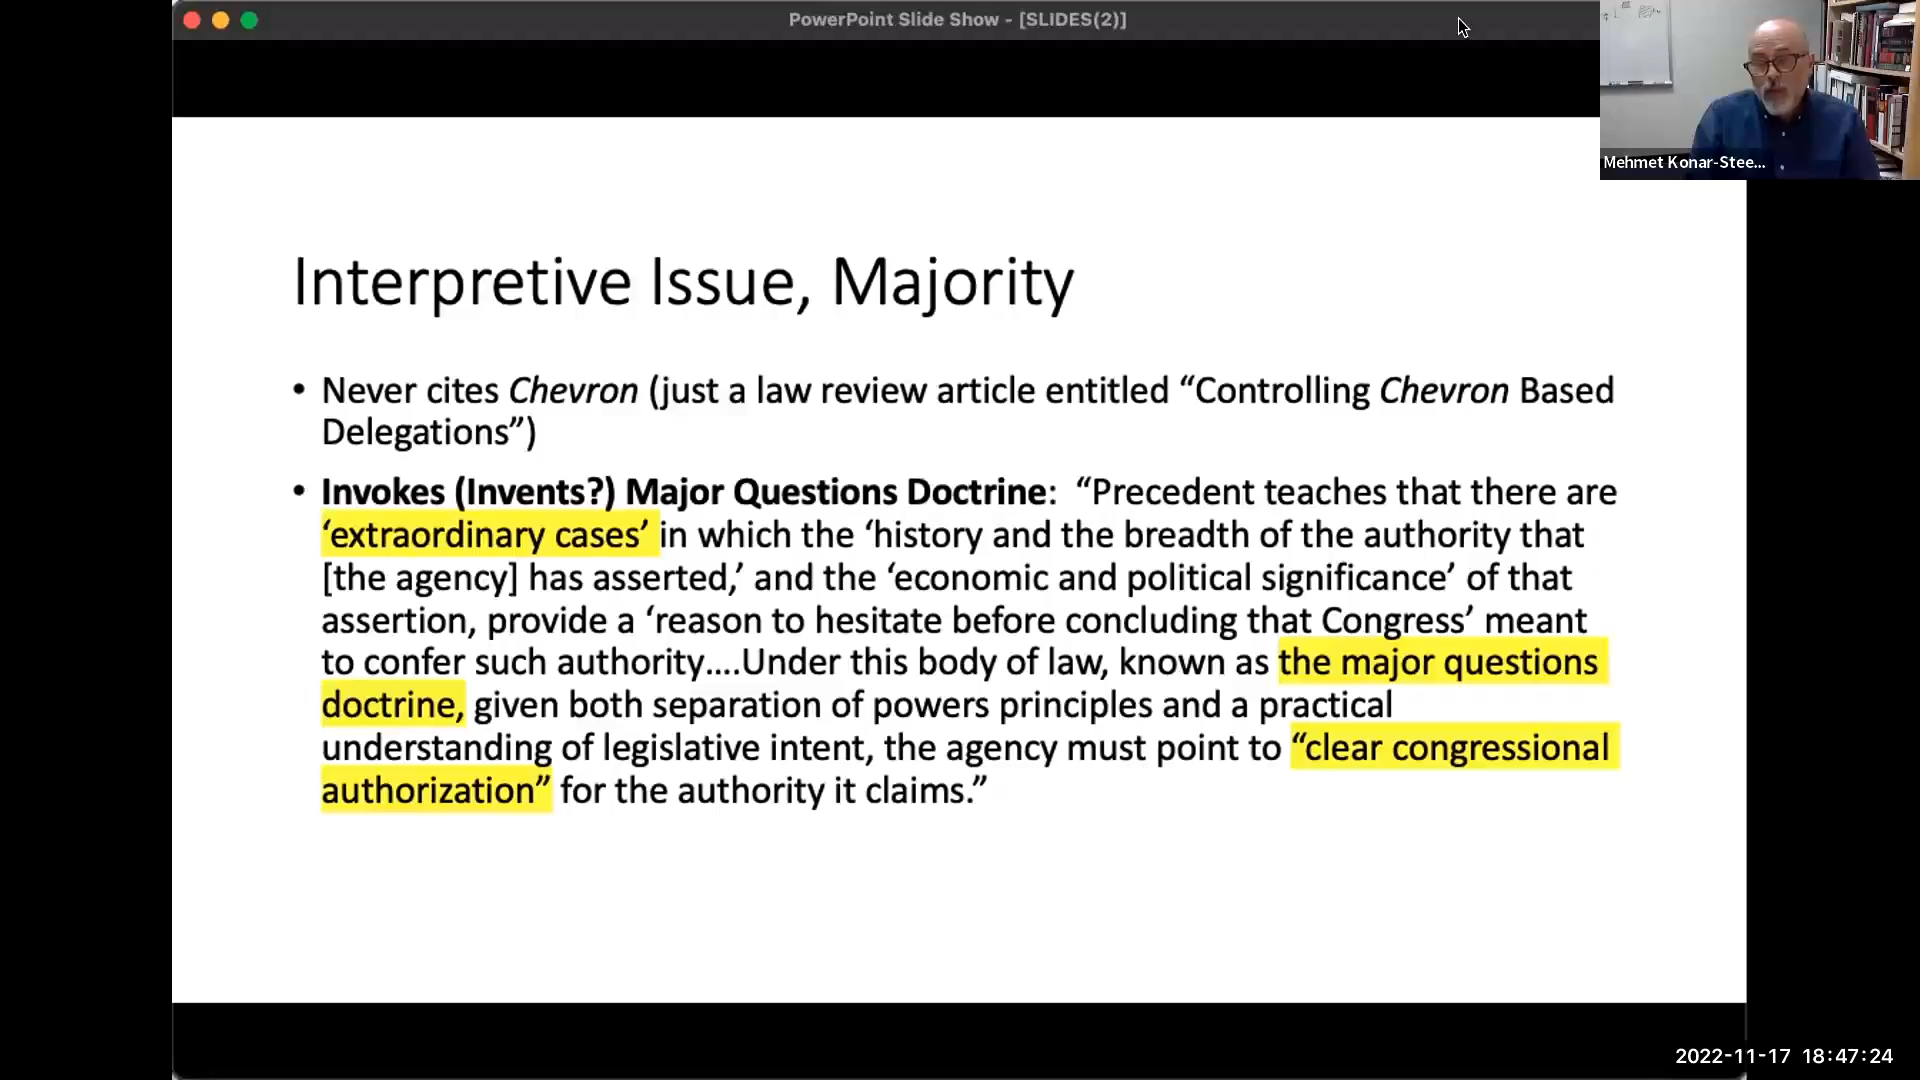 PowerPoint Slide Show - [SLIDES(2)]
Mehmet Konar-Stee...
Interpretive Issue, Majority
• Never cites Chevron (just a law review article entitled “Controlling Chevron Based
Delegations”)
• Invokes (Invents?) Major Questions Doctrine: “Precedent teaches that there are
‘extraordinary cases’ in which the ‘history and the breadth of the authority that
[the agency] has asserted,’ and the ‘economic and political significance’ of that
assertion, provide a ‘reason to hesitate before concluding that Congress’ meant
to confer such authority....Under this body of law, known as the major questions
doctrine, given both separation of powers principles and a practical
understanding of legislative intent, the agency must point to “clear congressional
authorization” for the authority it claims.”
2022-11-17 18:47:24